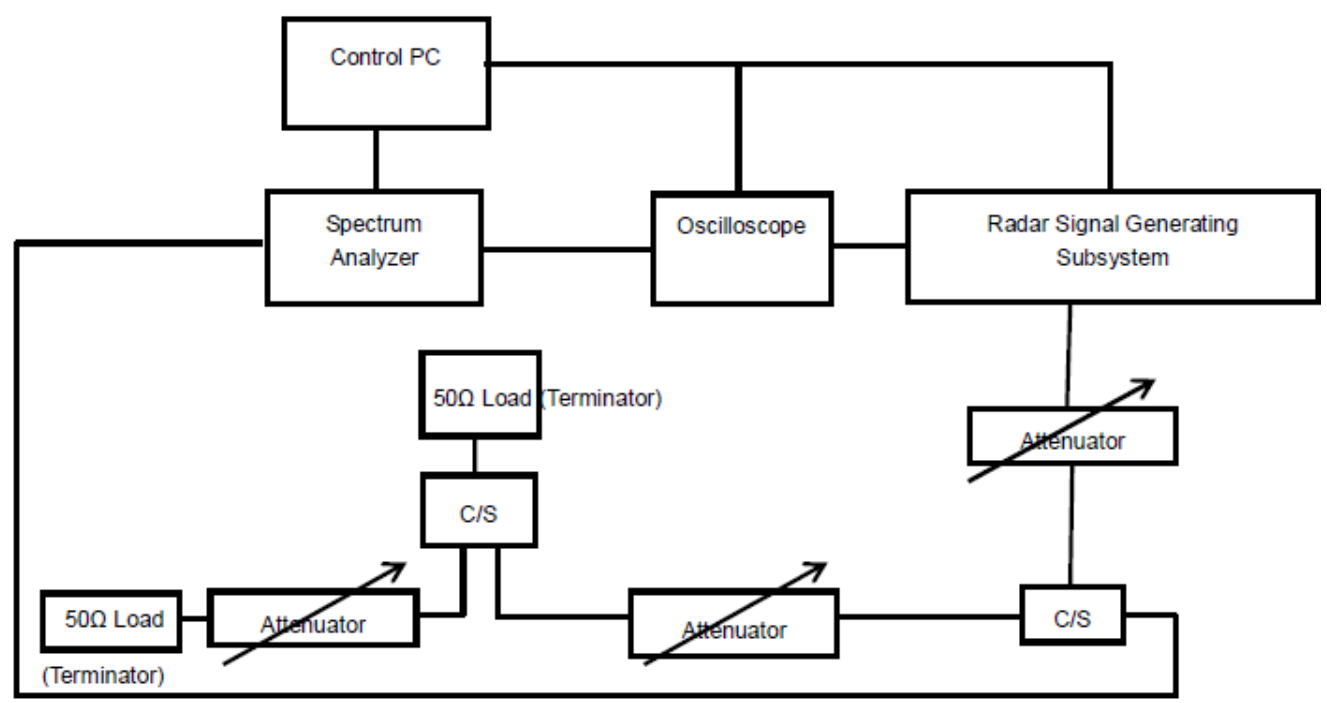 Control PC
Spectrum
Analyzer
Oscilloscope
Radar Signal Generating
Subsystem
50Ω Load (Terminator)
Attenuator
C/S
50Ω Load
(Terminator)
Attenuator
Attenuator
C/S